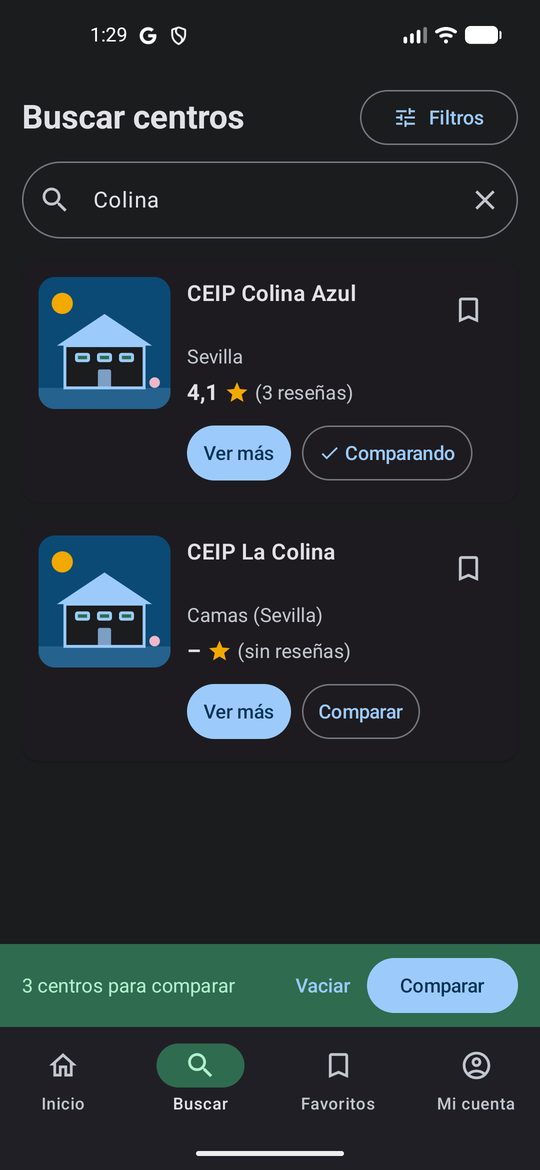 1:29
Buscar centros
Filtros
Colina
CEIP Colina Azul
Sevilla
4,1 (3 reseñas)
Ver más
Comparando
CEIP La Colina
Camas (Sevilla)
– (sin reseñas)
Ver más
Comparar
3 centros para comparar
Vaciar
Comparar
Inicio
Buscar
Favoritos
Mi cuenta